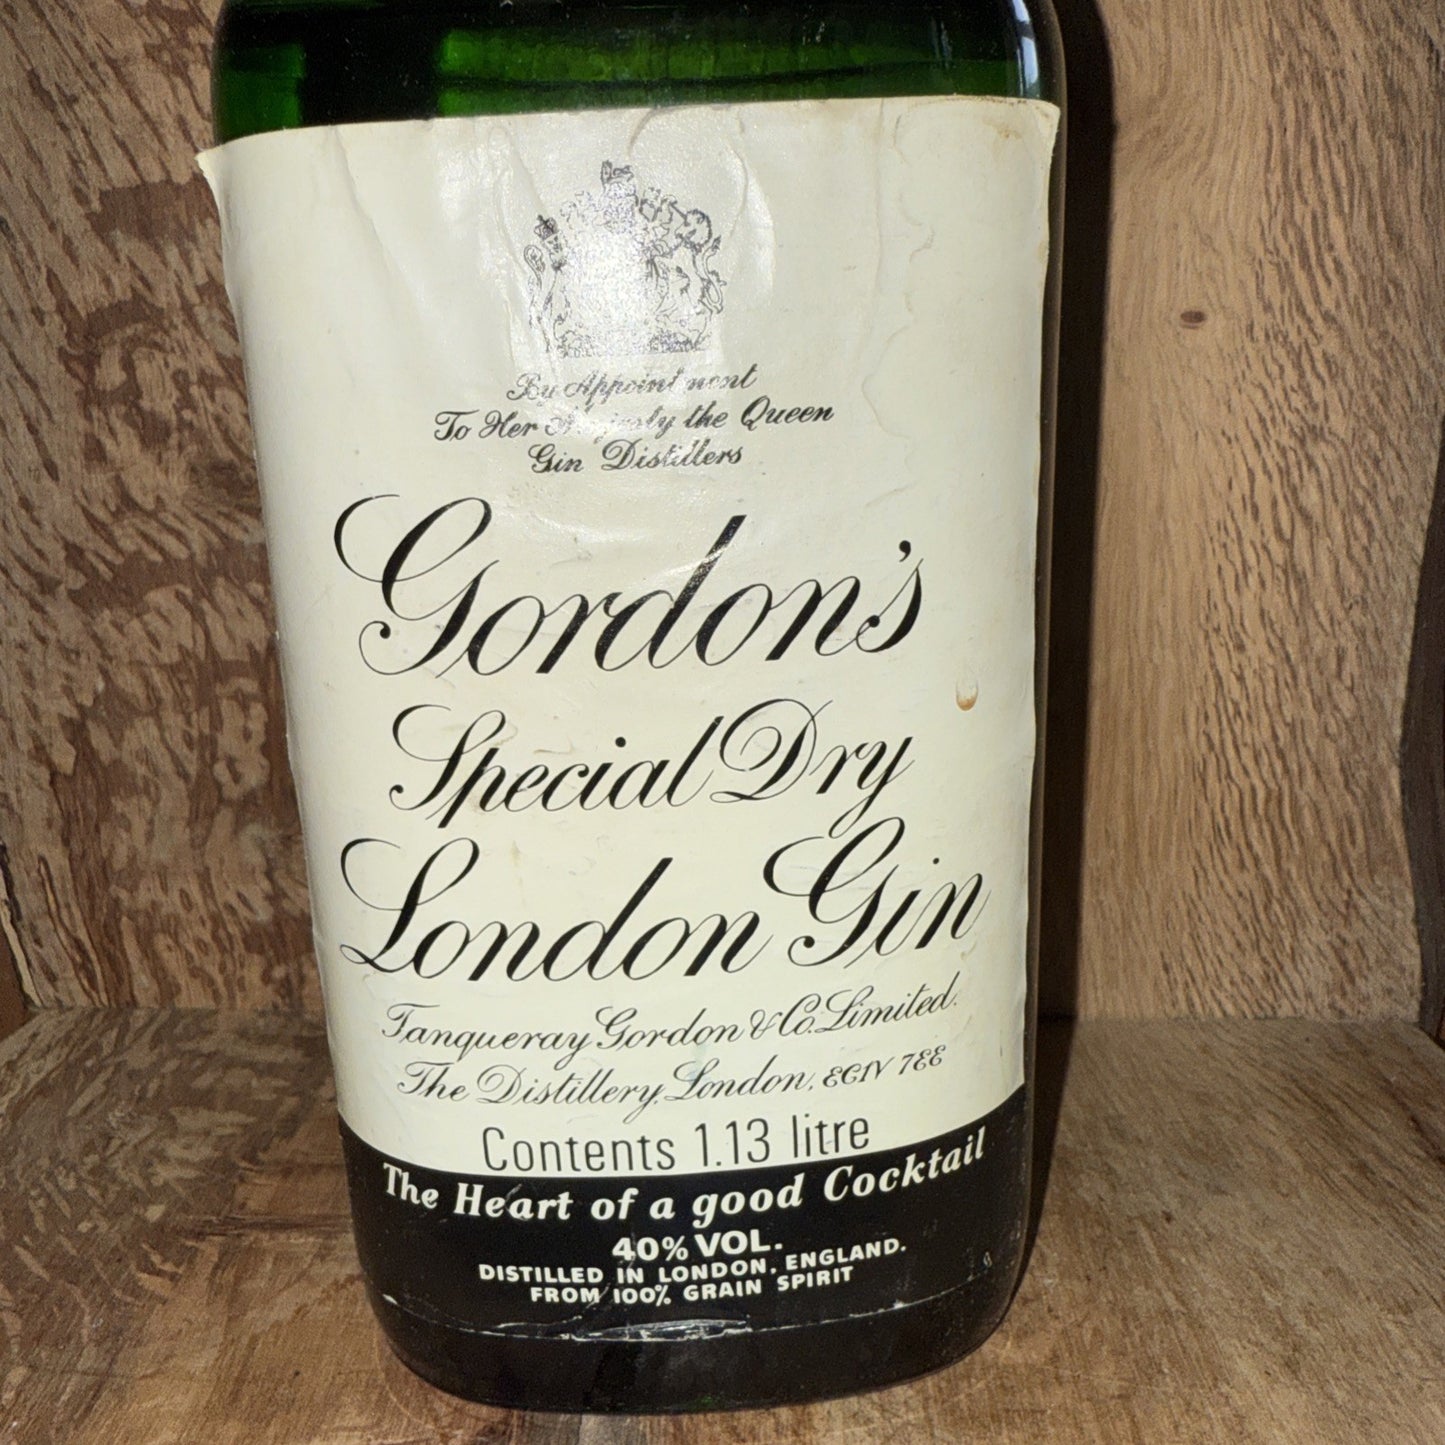 By Appointment
To Her Majesty the Queen
Gin Distillers
Gordon's
Special Dry
London Gin
Tanqueray Gordon & Co. Limited.
The Distillery, London, EC1V 7EE
Contents 1.13 litre
The Heart of a good Cocktail
40% VOL.
DISTILLED IN LONDON, ENGLAND.
FROM 100% GRAIN SPIRIT